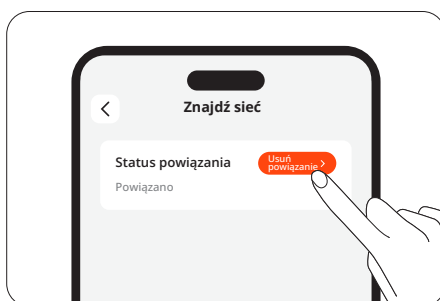 Znajdź sieć
Status powiązania
Usuń
powiązanie
Powiązano